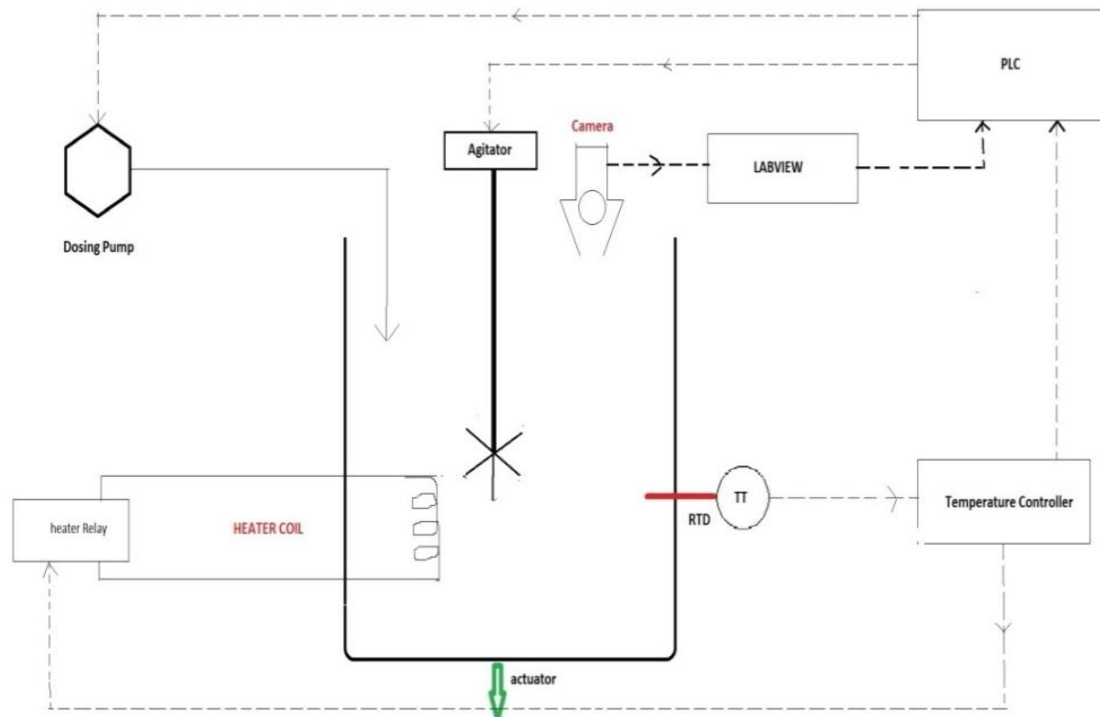 PLC
Camera
Agitator
LABVIEW
Dosing Pump
TT
RTD
Temperature Controller
heater Relay
HEATER COIL
actuator